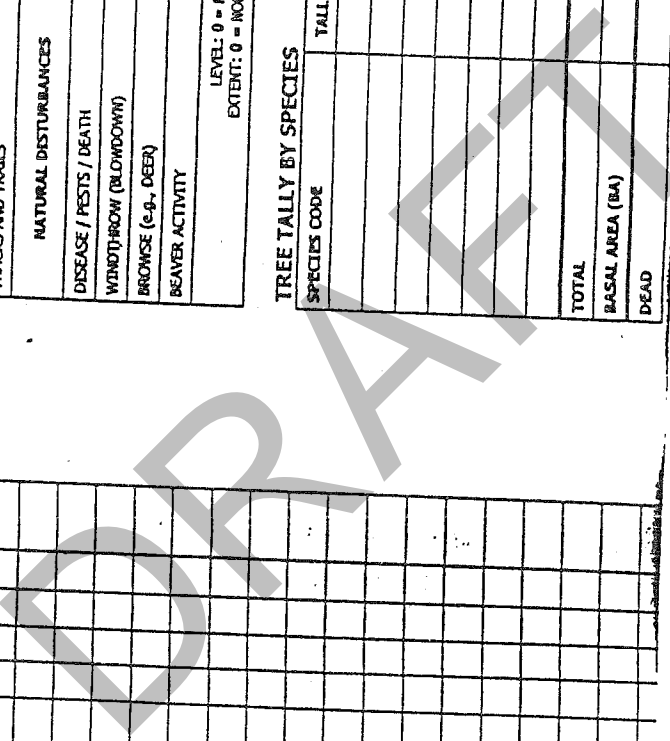 NATURAL DISTURBANCES
DISEASE / PESTS / DEATH
WINDTHROW (BLOWDOWN)
BROWSE (e.g., DEER)
BEAVER ACTIVITY
LEVEL: 0 =
EXTENT: 0 =
TREE TALLY BY SPECIES
SPECIES CODE
TALL
TOTAL
BASAL AREA (BA)
DEAD
DRAFT